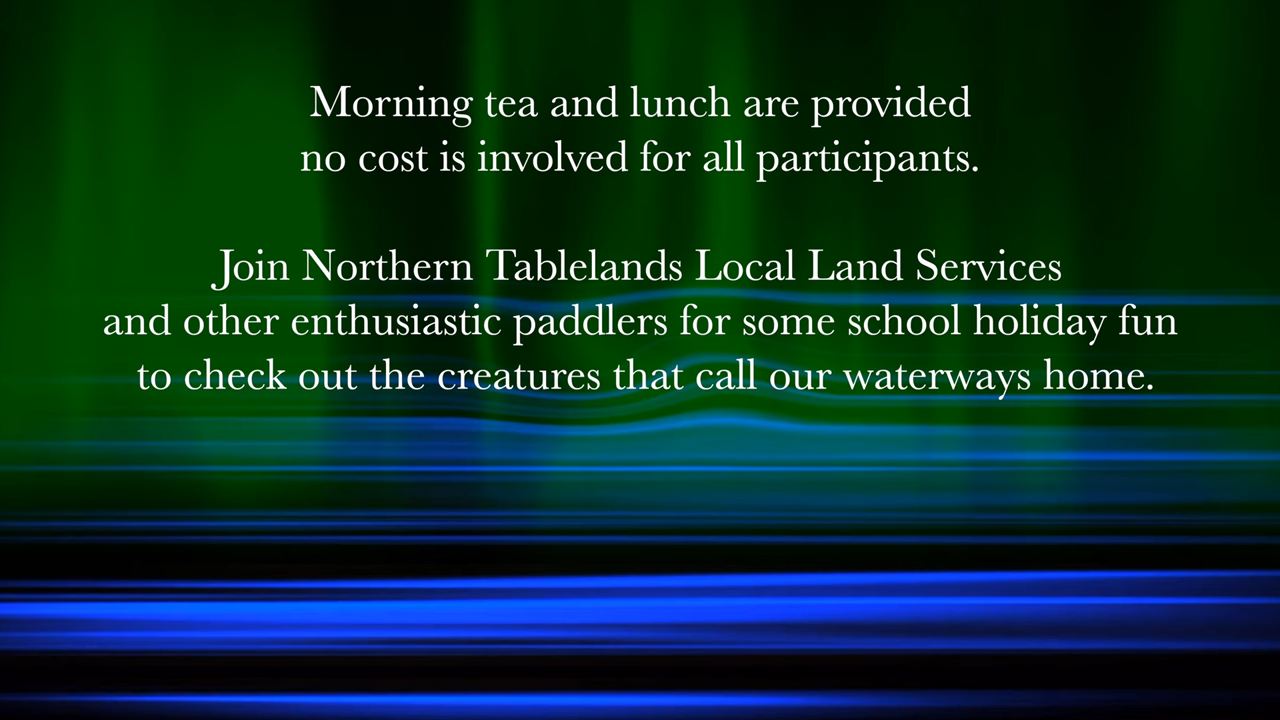 Morning tea and lunch are provided
no cost is involved for all participants.
Join Northern Tablelands Local Land Services
and other enthusiastic paddlers for some school holiday fun
to check out the creatures that call our waterways home.